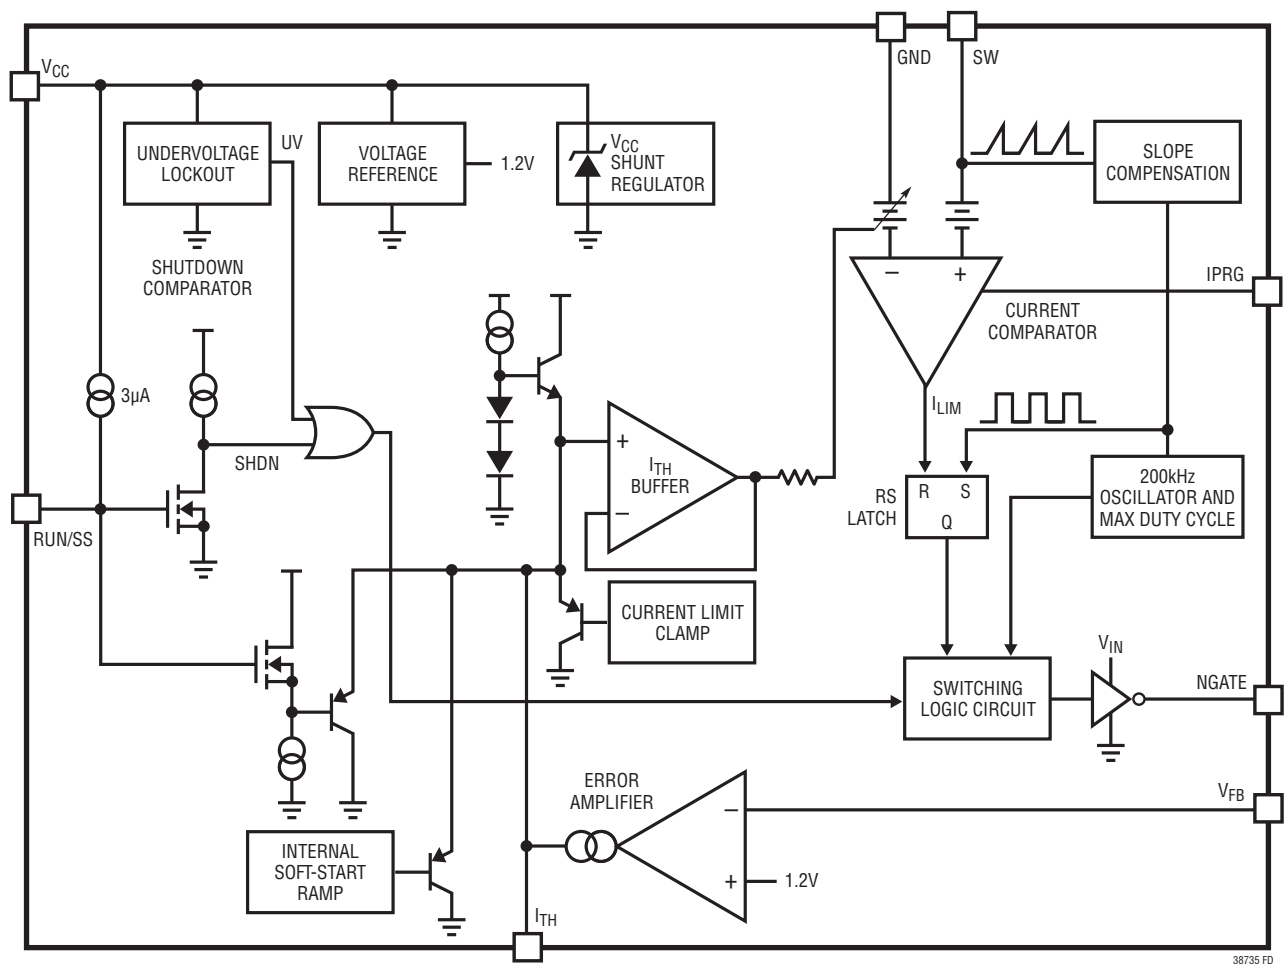 GND
SW
VCC
UNDERVOLTAGE
LOCKOUT
UV
VOLTAGE
REFERENCE
1.2V
VCC
SHUNT
REGULATOR
SLOPE
COMPENSATION
SHUTDOWN
COMPARATOR
–
+
IPRG
CURRENT
COMPARATOR
3µA
ILIM
SHDN
+
ITH
BUFFER
–
RS
LATCH
R
S
Q
200kHz
OSCILLATOR AND
MAX DUTY CYCLE
RUN/SS
CURRENT LIMIT
CLAMP
VIN
SWITCHING
LOGIC CIRCUIT
NGATE
ERROR
AMPLIFIER
–
VFB
+
1.2V
INTERNAL
SOFT-START
RAMP
ITH
38735 FD